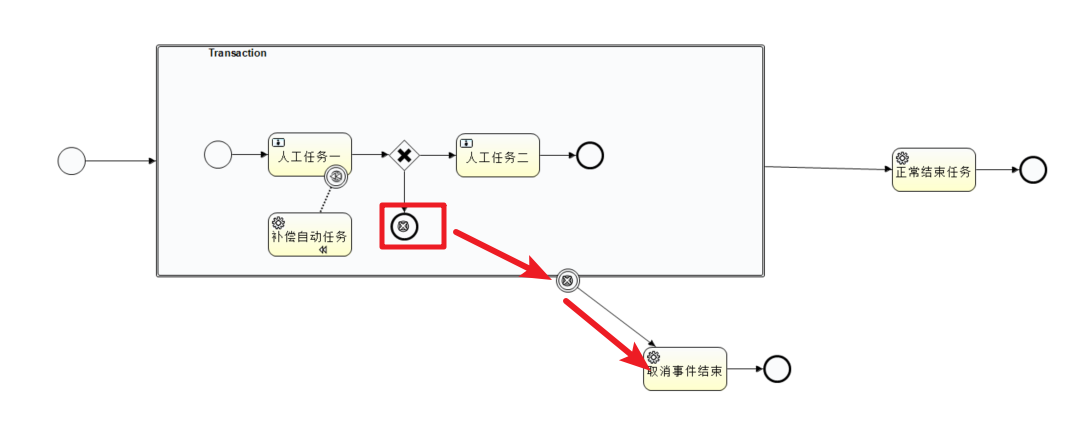 Transaction
人工任务一
人工任务二
正常结束任务
补偿自动任务
取消事件结束